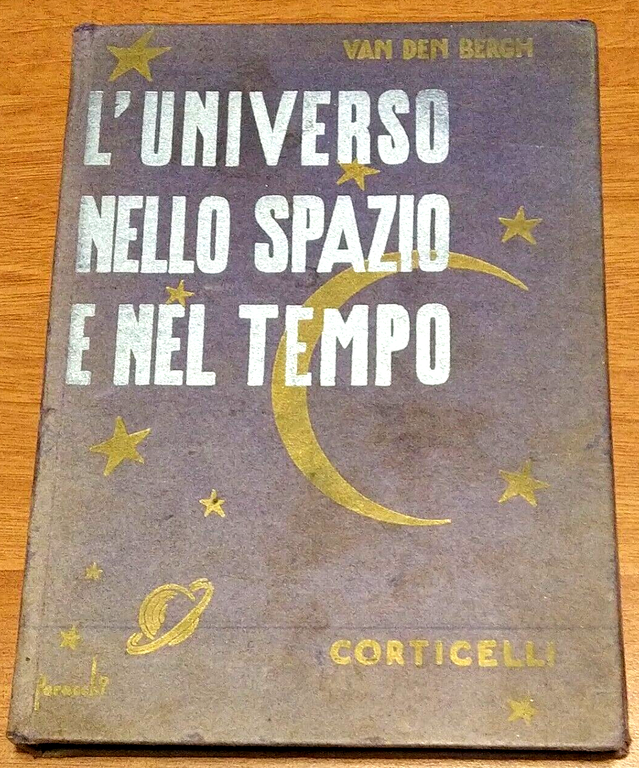 VAN DEN BERGH
L'UNIVERSO
NELLO SPAZIO
E NEL TEMPO
CORTICELLI